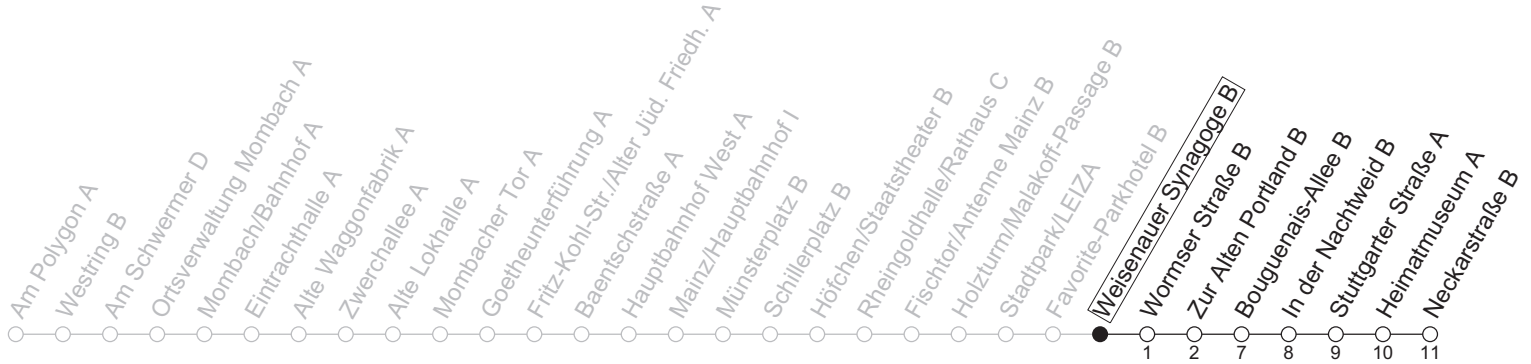 Am Polygon A
Westring B
Am Schwermer D
Ortsverwaltung Mombach A
Mombach/Bahnhof A
Eintrachthalle A
Alte Waggonfabrik A
Zwerchallee A
Alte Lokhalle A
Mombacher Tor A
Goetheunterführung A
Fritz-Kohl-Str./Alter Jüd. Friedh. A
Baentschstraße A
Hauptbahnhof West A
Mainz/Hauptbahnhof I
Münsterplatz B
Schillerplatz B
Höfchen/Staatstheater B
Rheingoldhalle/Rathaus C
Fischtor/Antenne Mainz B
Holzturm/Malakoff-Passage B
Stadtpark/LEIZA
Favorite-Parkhotel B
Weisenauer Synagoge B
Wormser Straße B
Zur Alten Portland B
Bouguenais-Allee B
In der Nachtweid B
Stuttgarter Straße A
Heimatmuseum A
Neckarstraße B
1 2 7 8 9 10 11